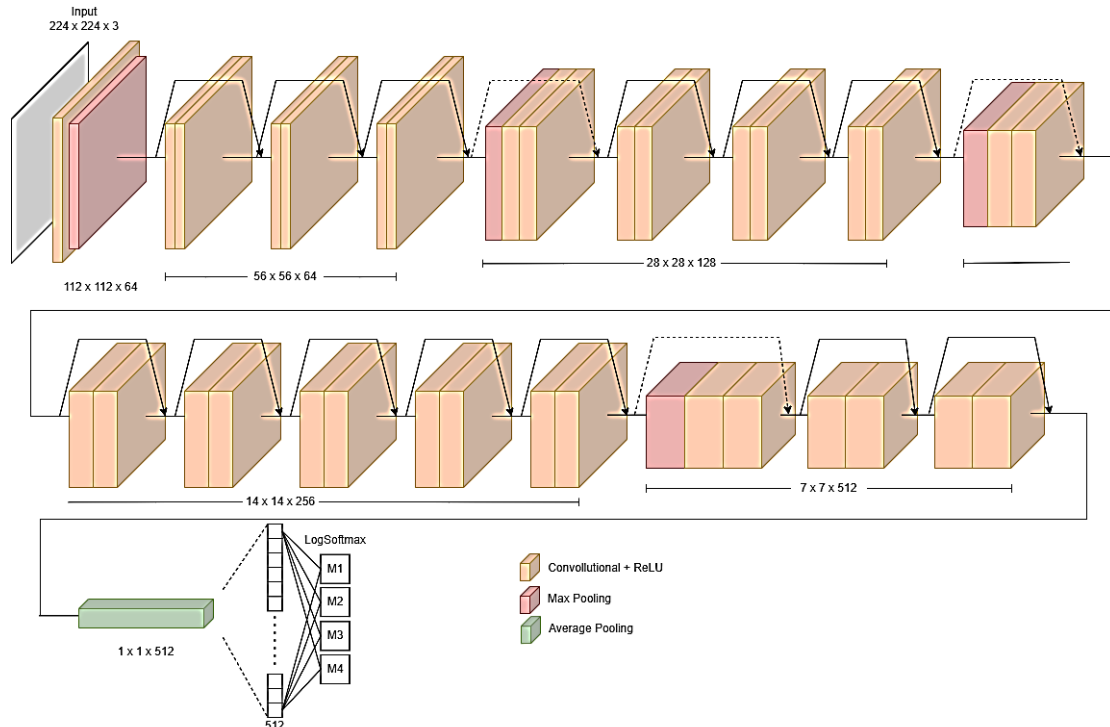 Input
224 x 224 x 3
112 x 112 x 64
56 x 56 x 64
28 x 28 x 128
14 x 14 x 256
7 x 7 x 512
1 x 1 x 512
512
LogSoftmax
M1
M2
M3
M4
Convollutional + ReLU
Max Pooling
Average Pooling